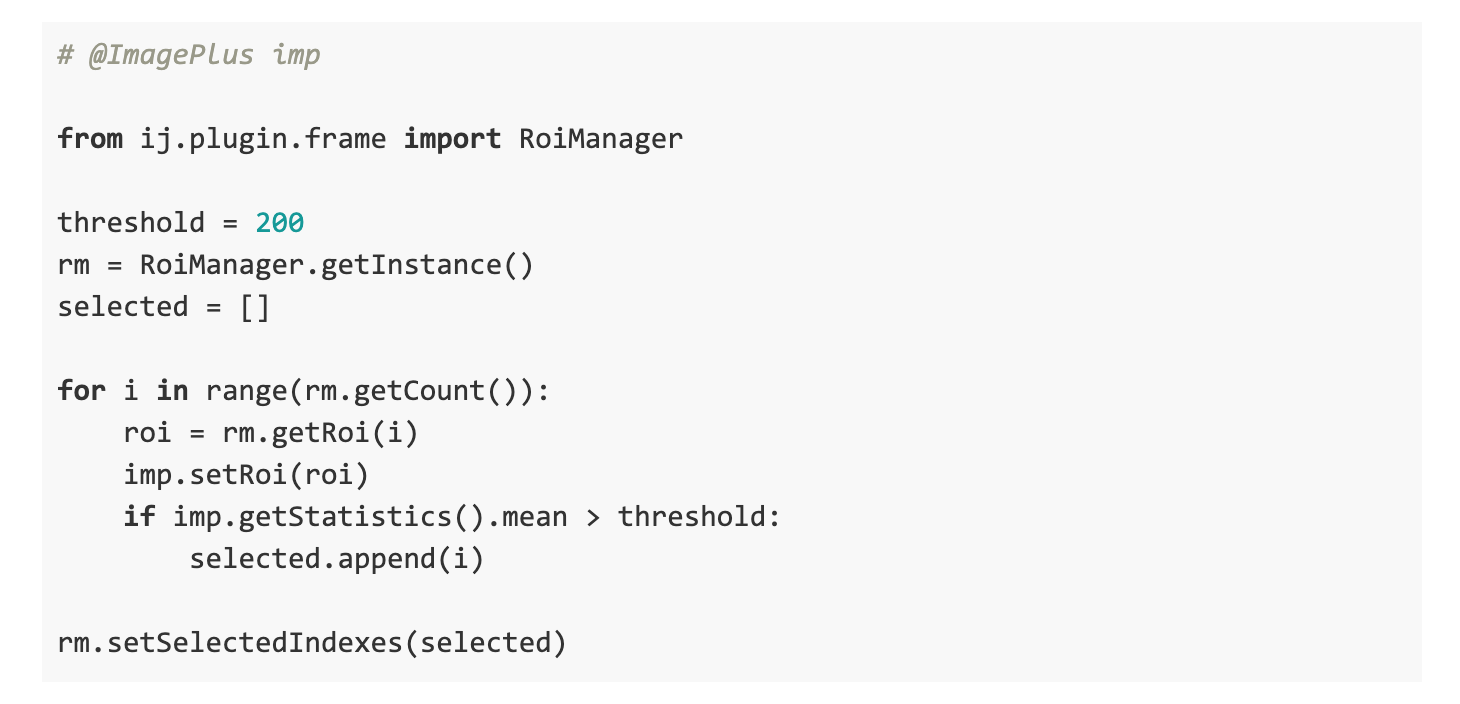 # @ImagePlus imp

from ij.plugin.frame import RoiManager

threshold = 200
rm = RoiManager.getInstance()
selected = []

for i in range(rm.getCount()):
    roi = rm.getRoi(i)
    imp.setRoi(roi)
    if imp.getStatistics().mean > threshold:
        selected.append(i)

rm.setSelectedIndexes(selected)